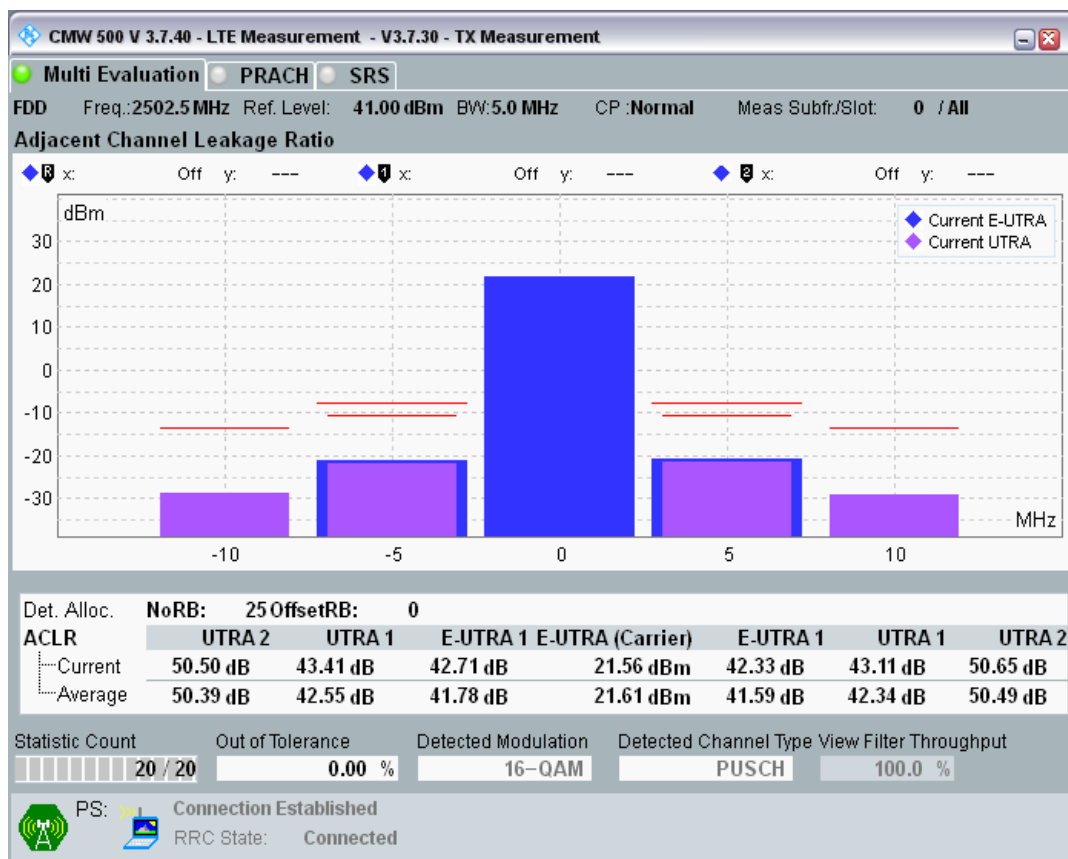 CMW 500 V 3.7.40 - LTE Measurement - V3.7.30 - TX Measurement
Multi Evaluation PRACH SRS
FDD Freq.:2502.5 MHz Ref. Level: 41.00 dBm BW:5.0 MHz CP :Normal Meas Subfr./Slot: 0 / All
Adjacent Channel Leakage Ratio
R x: Off y: --- 1 x: Off y: --- 2 x: Off y: ---
dBm
Current E-UTRA
Current UTRA
30
20
10
0
-10
-20
-30
MHz
-10 -5 0 5 10
Det. Alloc. NoRB: 25 OffsetRB: 0
ACLR UTRA 2 UTRA 1 E-UTRA 1 E-UTRA (Carrier) E-UTRA 1 UTRA 1 UTRA 2
Current 50.50 dB 43.41 dB 42.71 dB 21.56 dBm 42.33 dB 43.11 dB 50.65 dB
Average 50.39 dB 42.55 dB 41.78 dB 21.61 dBm 41.59 dB 42.34 dB 50.49 dB
Statistic Count Out of Tolerance Detected Modulation Detected Channel Type View Filter Throughput
20 / 20 0.00 % 16-QAM PUSCH 100.0 %
PS: Connection Established
RRC State: Connected